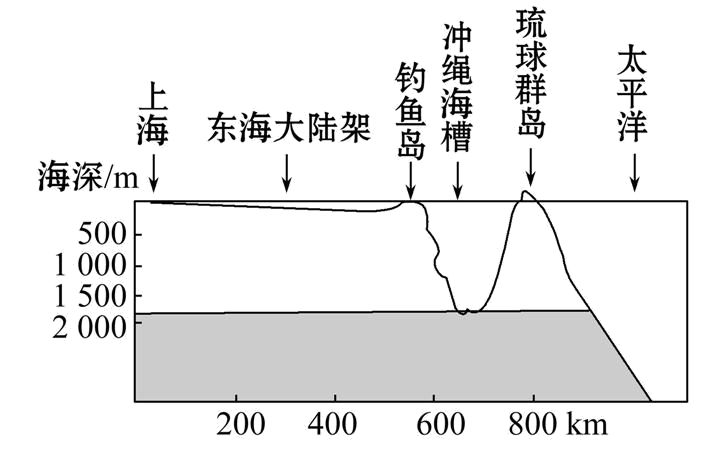 上海
东海大陆架
钓鱼岛
冲绳海槽
琉球群岛
太平洋
海深/m
500
1 000
1 500
2 000
200
400
600
800 km